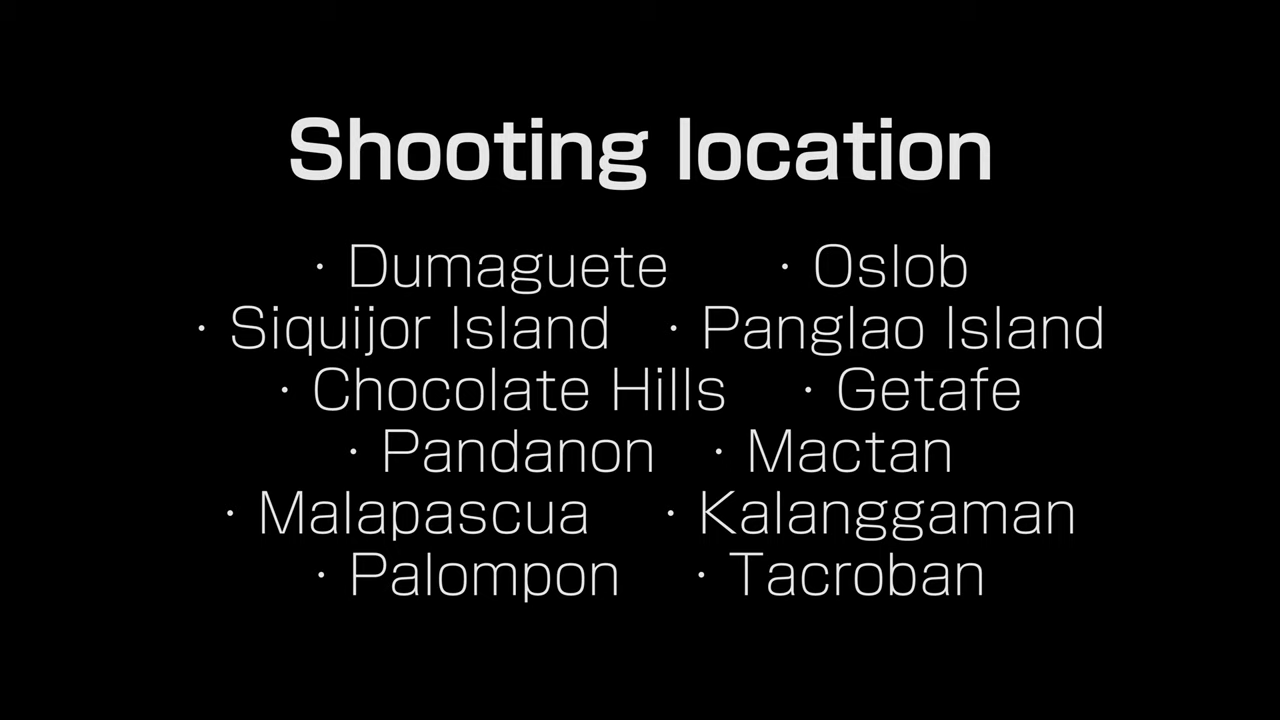 Shooting location
· Dumaguete · Oslob
· Siquijor Island · Panglao Island
· Chocolate Hills · Getafe
· Pandanon · Mactan
· Malapascua · Kalanggaman
· Palompon · Tacroban